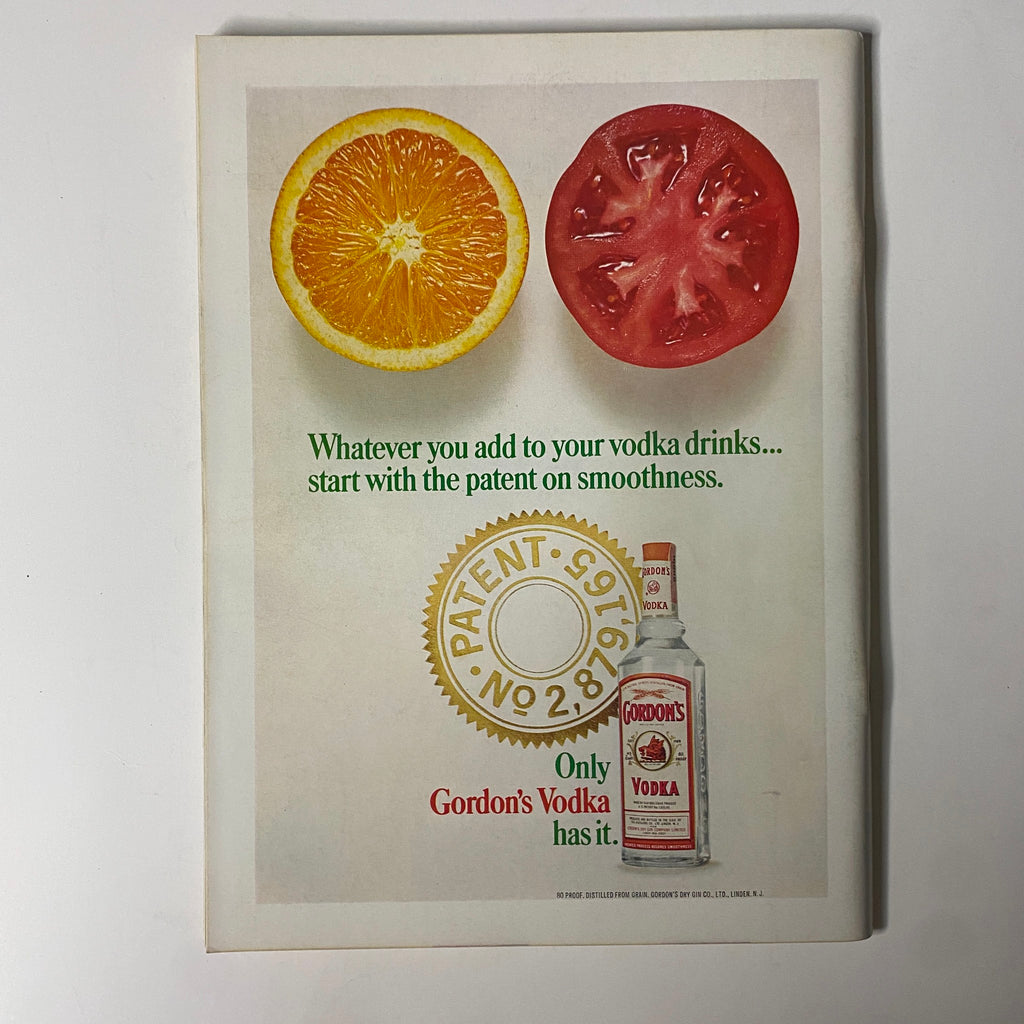 Whatever you add to your vodka drinks...
start with the patent on smoothness.
PATENT · No 2,879,165 ·
GORDON'S
VODKA
GORDON'S
VODKA
Only
Gordon's Vodka
has it.
80 PROOF. DISTILLED FROM GRAIN. GORDON'S DRY GIN CO., LTD., LINDEN, N. J.